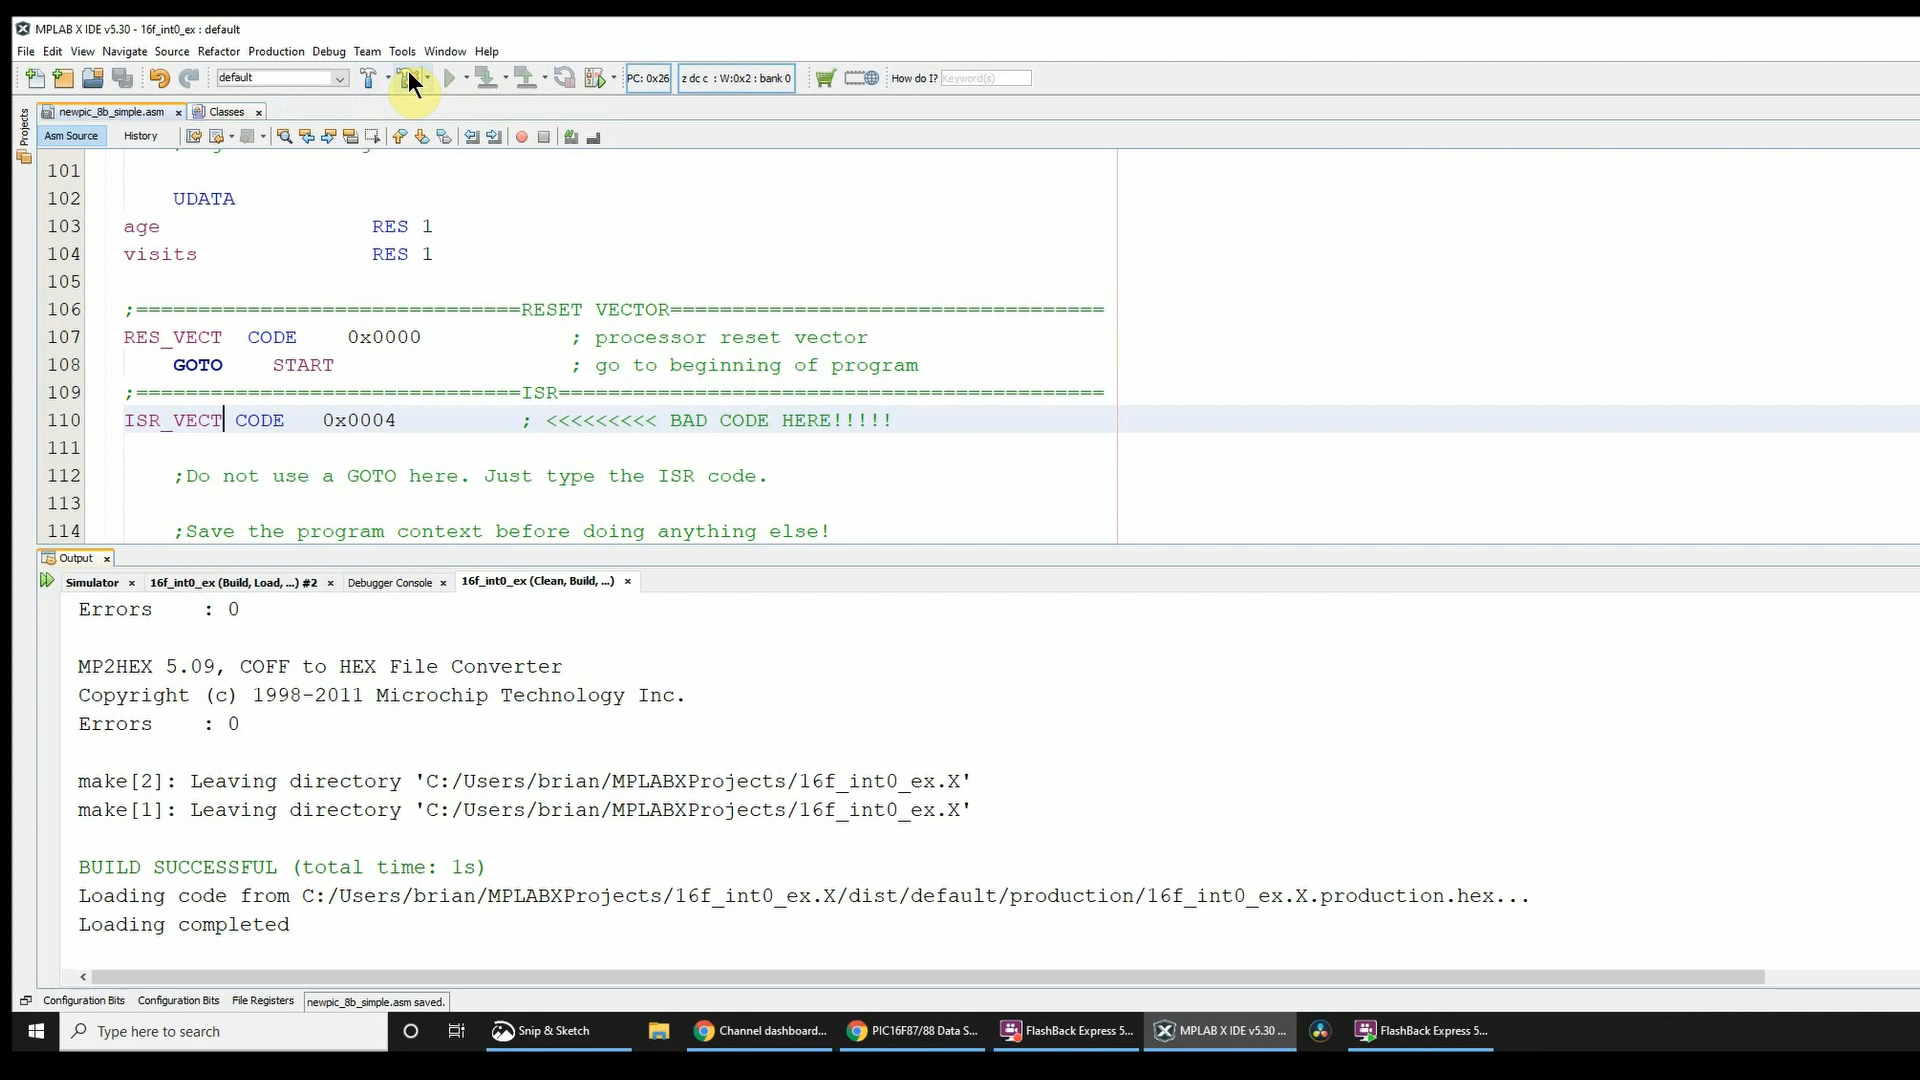 MPLAB X IDE v5.30 - 16f_int0_ex : default
File Edit View Navigate Source Refactor Production Debug Team Tools Window Help
default PC: 0x26 z dc c : W:0x2 : bank 0 How do I? Keyword(s)
Projects
newpic_8b_simple.asm × Classes ×
Asm Source History
101
102 UDATA
103 age RES 1
104 visits RES 1
105
106 ;===============================RESET VECTOR===================================
107 RES_VECT CODE 0x0000 ; processor reset vector
108 GOTO START ; go to beginning of program
109 ;===============================ISR============================================
110 ISR_VECT CODE 0x0004 ; <<<<<<<<< BAD CODE HERE!!!!!
111
112 ;Do not use a GOTO here. Just type the ISR code.
113
114 ;Save the program context before doing anything else!
Output ×
Simulator × 16f_int0_ex (Build, Load, ...) #2 × Debugger Console × 16f_int0_ex (Clean, Build, ...) ×
Errors : 0
MP2HEX 5.09, COFF to HEX File Converter
Copyright (c) 1998-2011 Microchip Technology Inc.
Errors : 0
make[2]: Leaving directory 'C:/Users/brian/MPLABXProjects/16f_int0_ex.X'
make[1]: Leaving directory 'C:/Users/brian/MPLABXProjects/16f_int0_ex.X'
BUILD SUCCESSFUL (total time: 1s)
Loading code from C:/Users/brian/MPLABXProjects/16f_int0_ex.X/dist/default/production/16f_int0_ex.X.production.hex...
Loading completed
Configuration Bits Configuration Bits File Registers newpic_8b_simple.asm saved.
Type here to search Snip & Sketch Channel dashboard... PIC16F87/88 Data S... FlashBack Express 5... MPLAB X IDE v5.30 ... FlashBack Express 5...